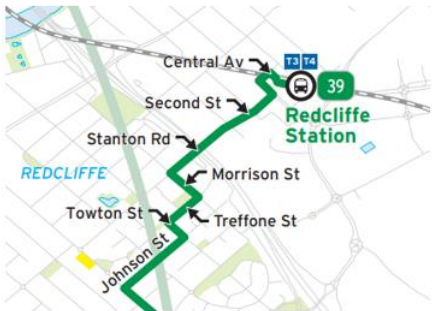 Central Av
T3 T4
39
Second St
Redcliffe
Station
Stanton Rd
REDCLIFFE
Morrison St
Towton St
Treffone St
Johnson St